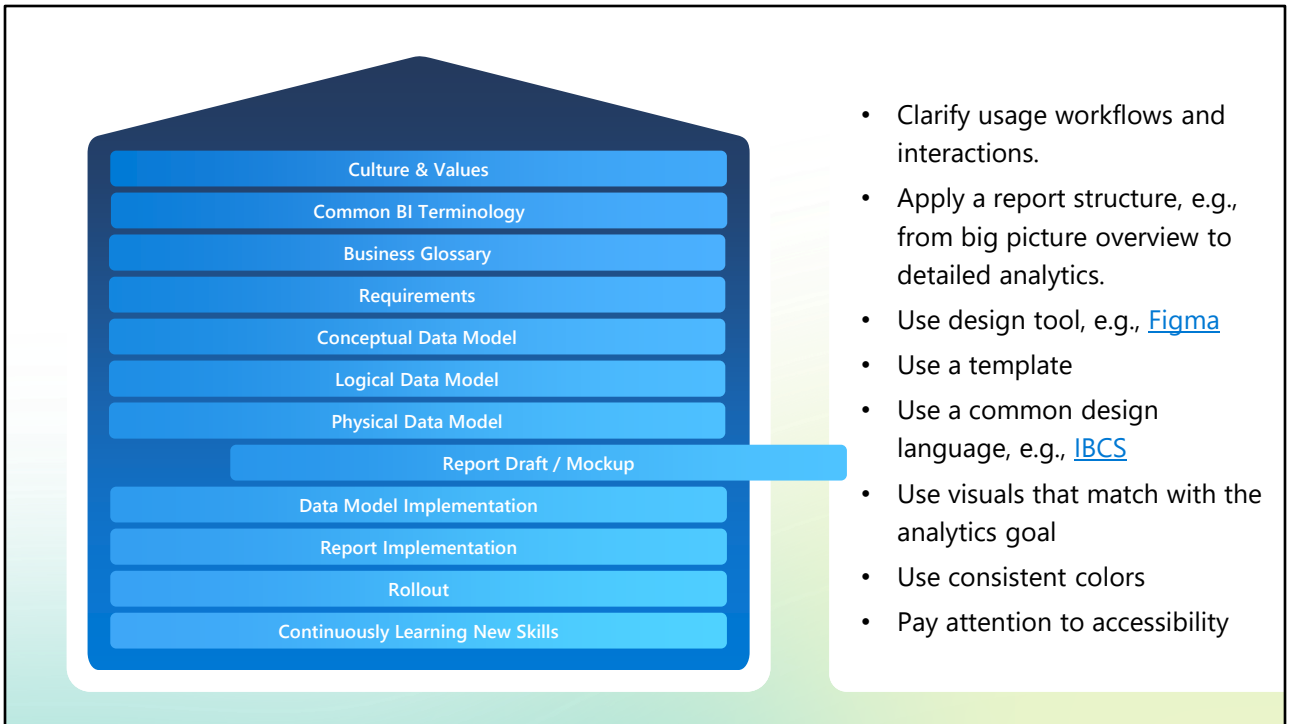 Culture & Values
Common BI Terminology
Business Glossary
Requirements
Conceptual Data Model
Logical Data Model
Physical Data Model
Report Draft / Mockup
Data Model Implementation
Report Implementation
Rollout
Continuously Learning New Skills
• Clarify usage workflows and
interactions.
• Apply a report structure, e.g.,
from big picture overview to
detailed analytics.
• Use design tool, e.g., Figma
• Use a template
• Use a common design
language, e.g., IBCS
• Use visuals that match with the
analytics goal
• Use consistent colors
• Pay attention to accessibility